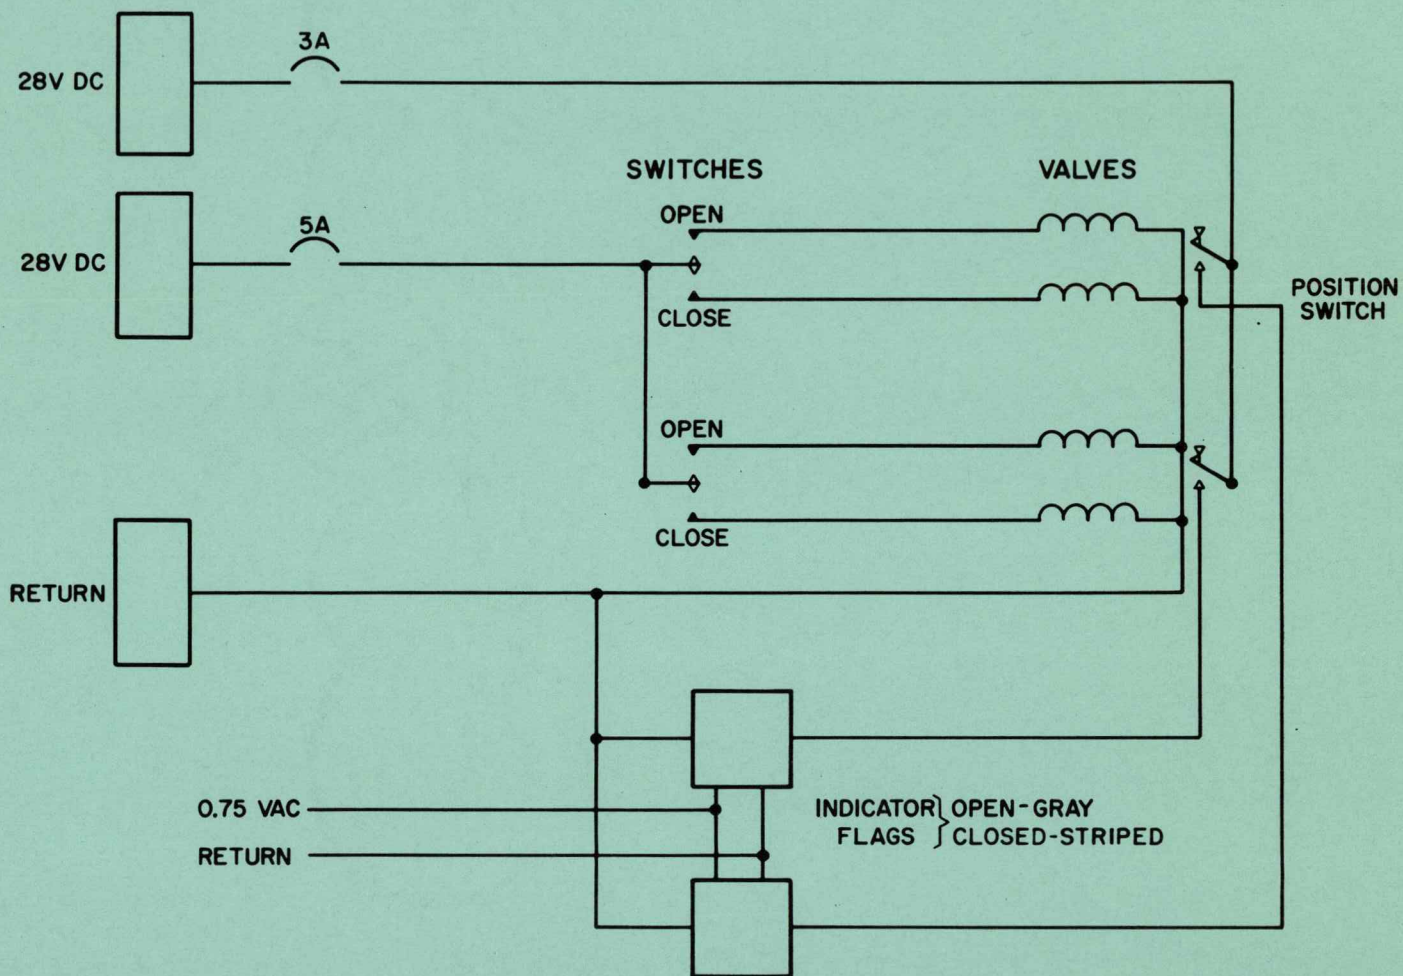 3A
28V DC
SWITCHES
VALVES
OPEN
5A
28V DC
CLOSE
POSITION
SWITCH
OPEN
CLOSE
RETURN
0.75 VAC
RETURN
INDICATOR
FLAGS
OPEN-GRAY
CLOSED-STRIPED